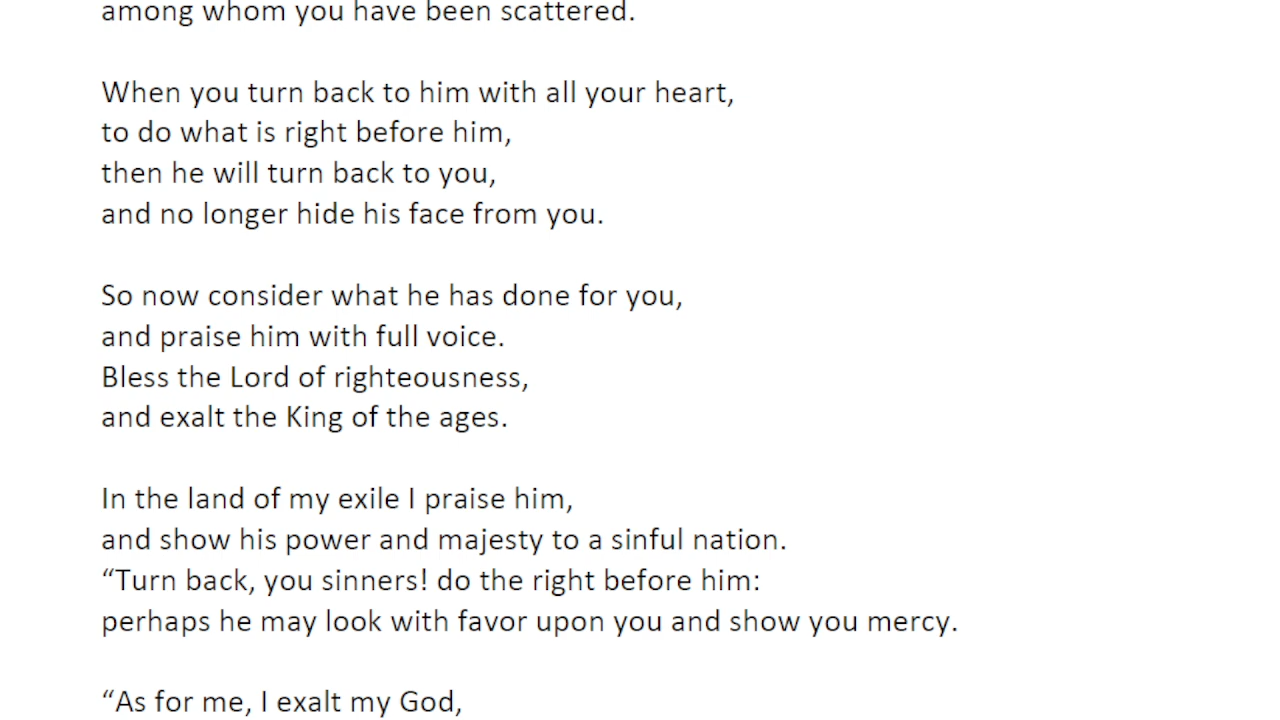 among whom you have been scattered.
When you turn back to him with all your heart,
to do what is right before him,
then he will turn back to you,
and no longer hide his face from you.
So now consider what he has done for you,
and praise him with full voice.
Bless the Lord of righteousness,
and exalt the King of the ages.
In the land of my exile I praise him,
and show his power and majesty to a sinful nation.
“Turn back, you sinners! do the right before him:
perhaps he may look with favor upon you and show you mercy.
“As for me, I exalt my God,